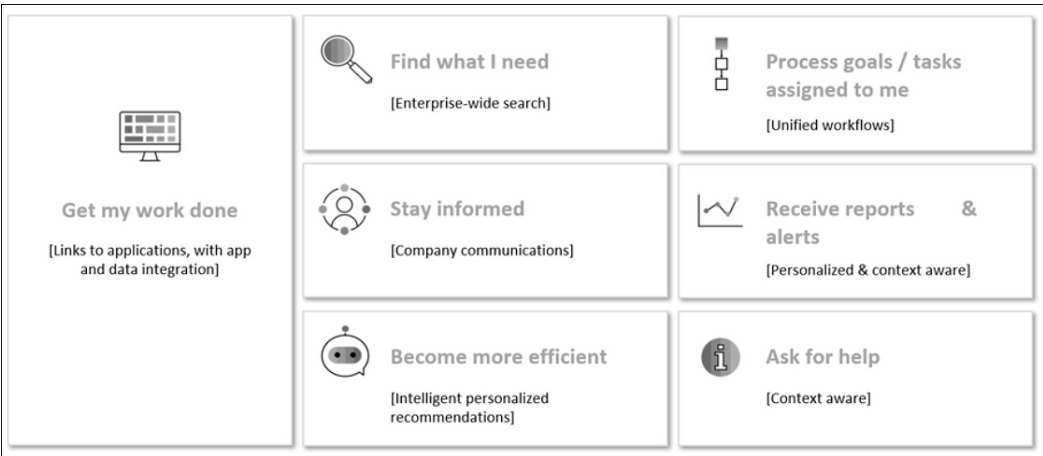 Get my work done
[Links to applications, with app
and data integration]
Find what I need
[Enterprise-wide search]
Process goals / tasks
assigned to me
[Unified workflows]
Stay informed
[Company communications]
Receive reports & 
alerts
[Personalized & context aware]
Become more efficient
[Intelligent personalized
recommendations]
Ask for help
[Context aware]